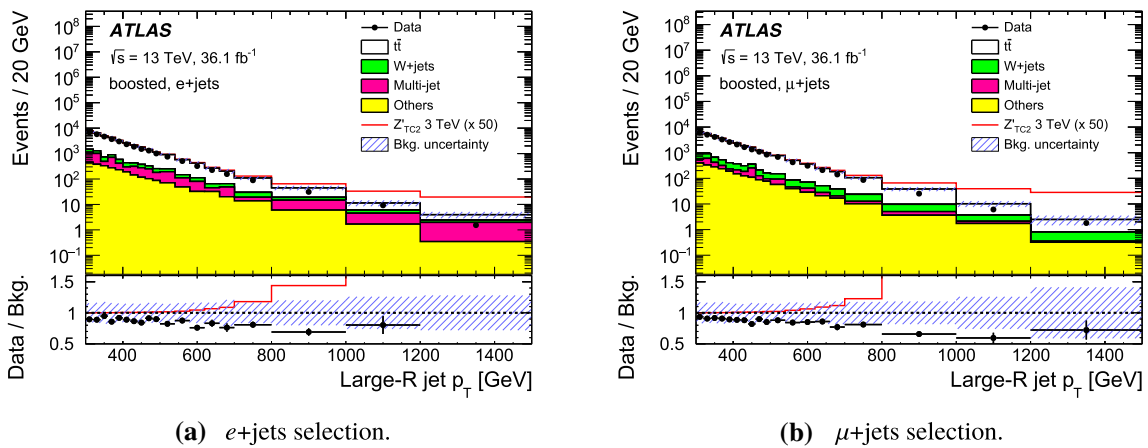 Events / 20 GeV
10⁸
10⁷
10⁶
10⁵
10⁴
10³
10²
10
1
10⁻¹
ATLAS
√s = 13 TeV, 36.1 fb⁻¹
boosted, e+jets
Data
tt̄
W+jets
Multi-jet
Others
Z'TC2 3 TeV (x 50)
Bkg. uncertainty
Data / Bkg.
1.5
1
0.5
400 600 800 1000 1200 1400
Large-R jet pT [GeV]
(a) e+jets selection.
Events / 20 GeV
10⁸
10⁷
10⁶
10⁵
10⁴
10³
10²
10
1
10⁻¹
ATLAS
√s = 13 TeV, 36.1 fb⁻¹
boosted, μ+jets
Data
tt̄
W+jets
Multi-jet
Others
Z'TC2 3 TeV (x 50)
Bkg. uncertainty
Data / Bkg.
1.5
1
0.5
400 600 800 1000 1200 1400
Large-R jet pT [GeV]
(b) μ+jets selection.